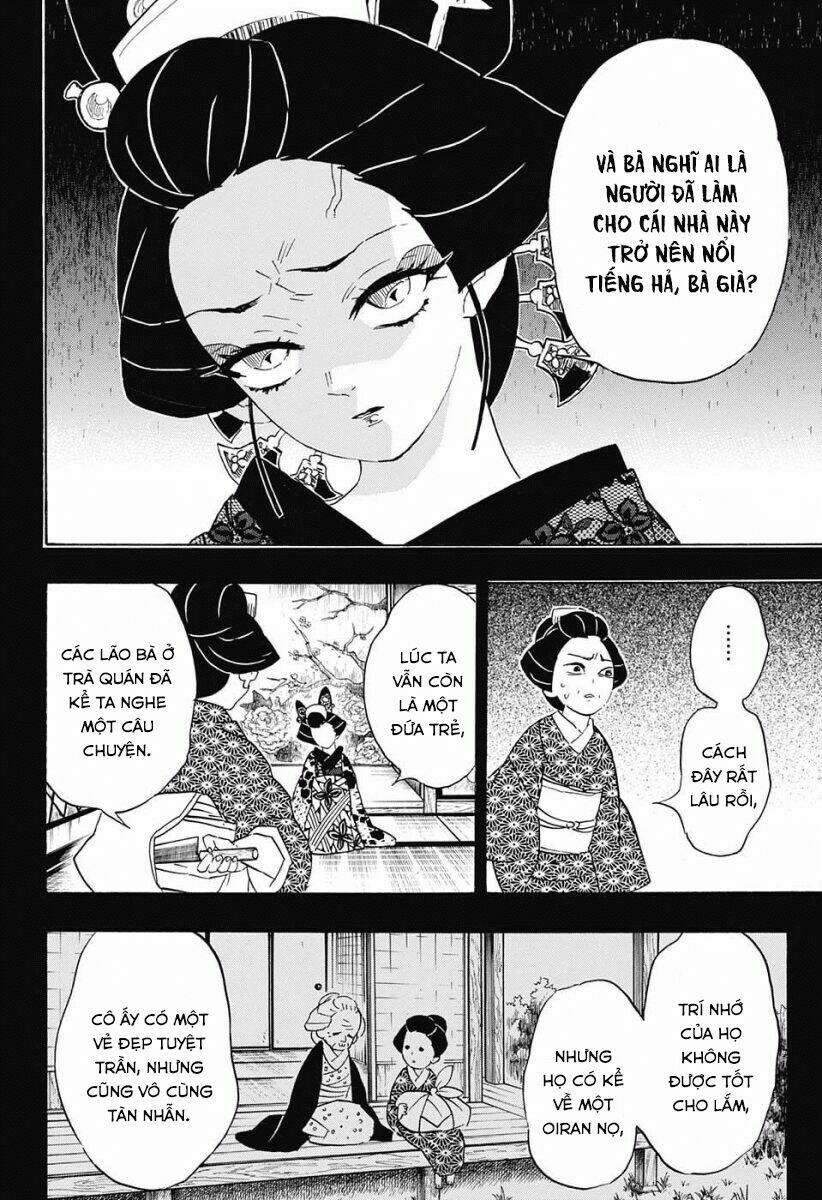 VÀ BÀ NGHĨ AI LÀ
NGƯỜI ĐÃ LÀM
CHO CÁI NHÀ NÀY
TRỞ NÊN NỔI
TIẾNG HẢ, BÀ GIÀ?
......
CÁCH
ĐÂY RẤT
LÂU RỒI,
LÚC TA
VẪN CÒN
LÀ MỘT
ĐỨA TRẺ,
CÁC LÃO BÀ Ở
TRÀ QUÁN ĐÃ
KỂ TA NGHE
MỘT CÂU
CHUYỆN.
TRÍ NHỚ
CỦA HỌ
KHÔNG
ĐƯỢC TỐT
CHO LẮM,
NHƯNG
HỌ CÓ KỂ
VỀ MỘT
OIRAN NỌ,
CÔ ẤY CÓ MỘT
VẺ ĐẸP TUYỆT
TRẦN, NHƯNG
CŨNG VÔ CÙNG
TÀN NHẪN.